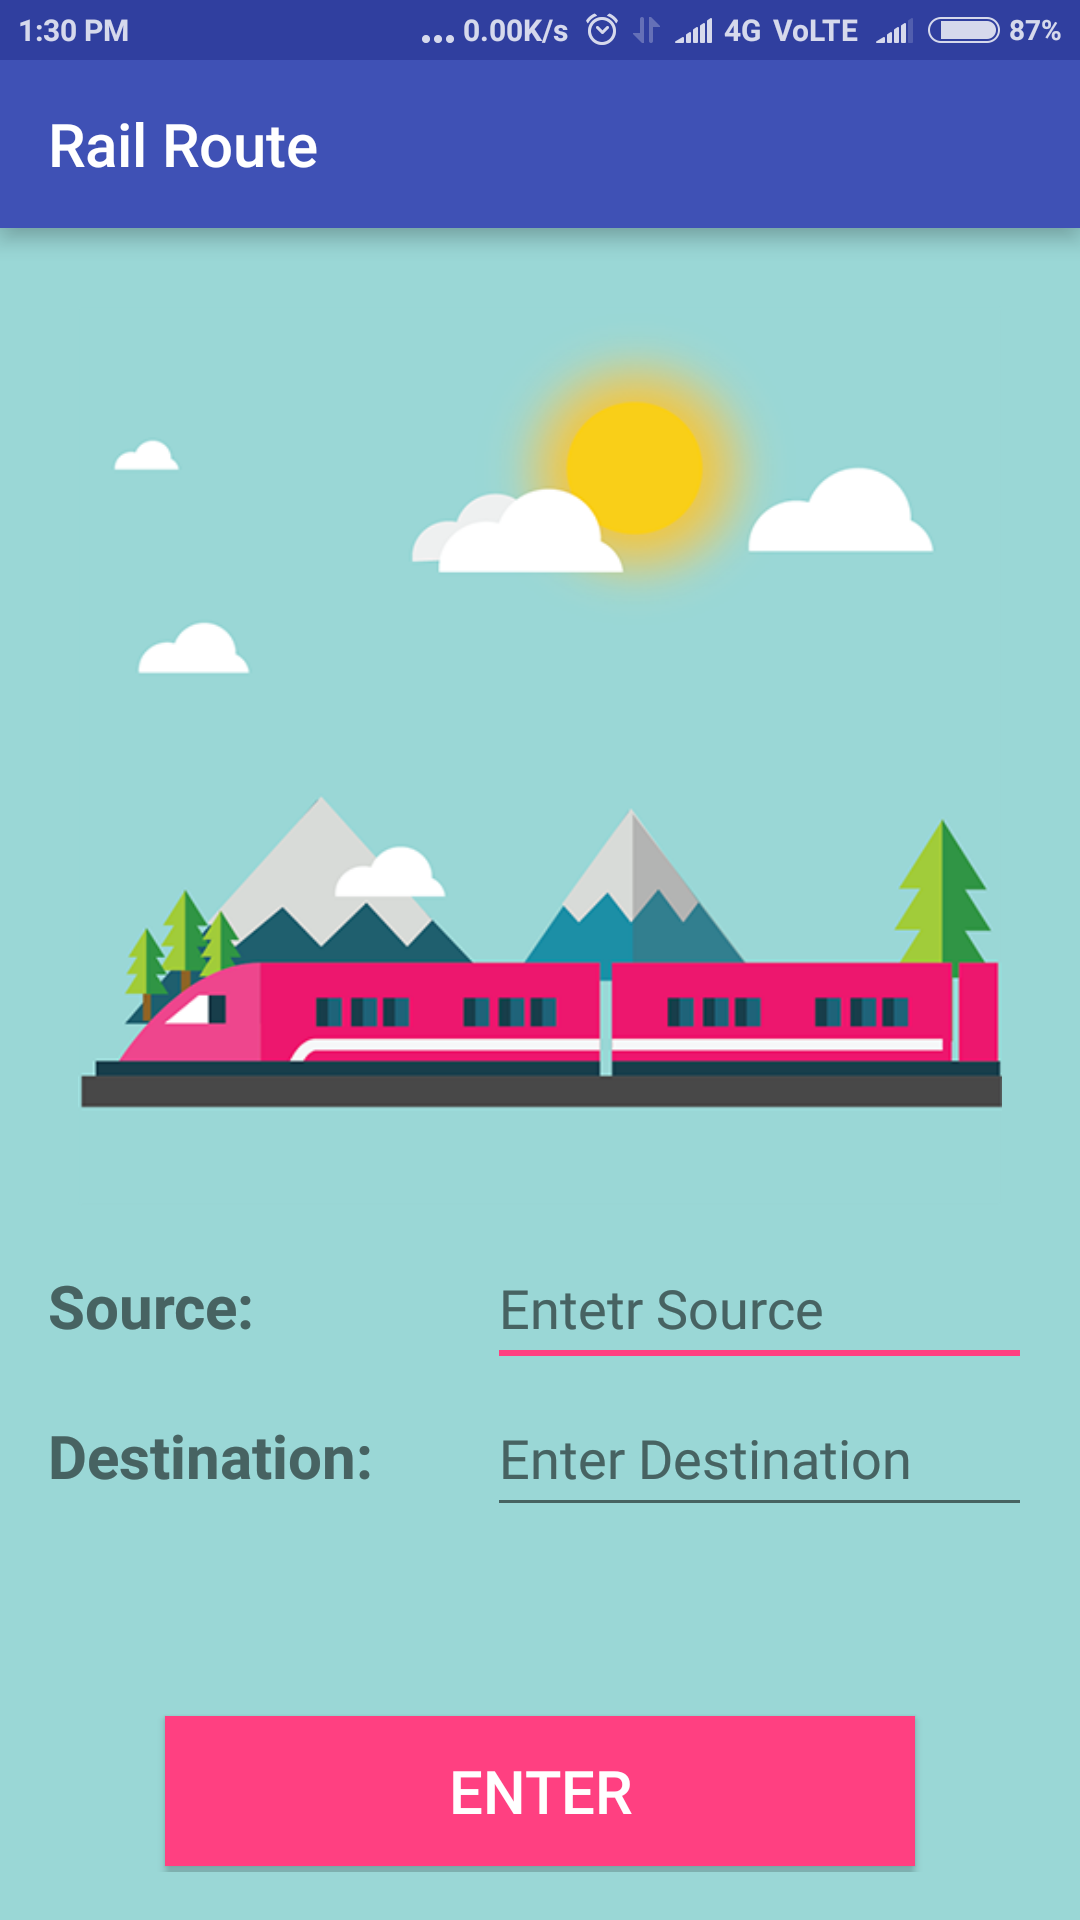 1:30 PM ... 0.00K/s 4G VoLTE 87%
Rail Route
Source: Entetr Source
Destination: Enter Destination
ENTER